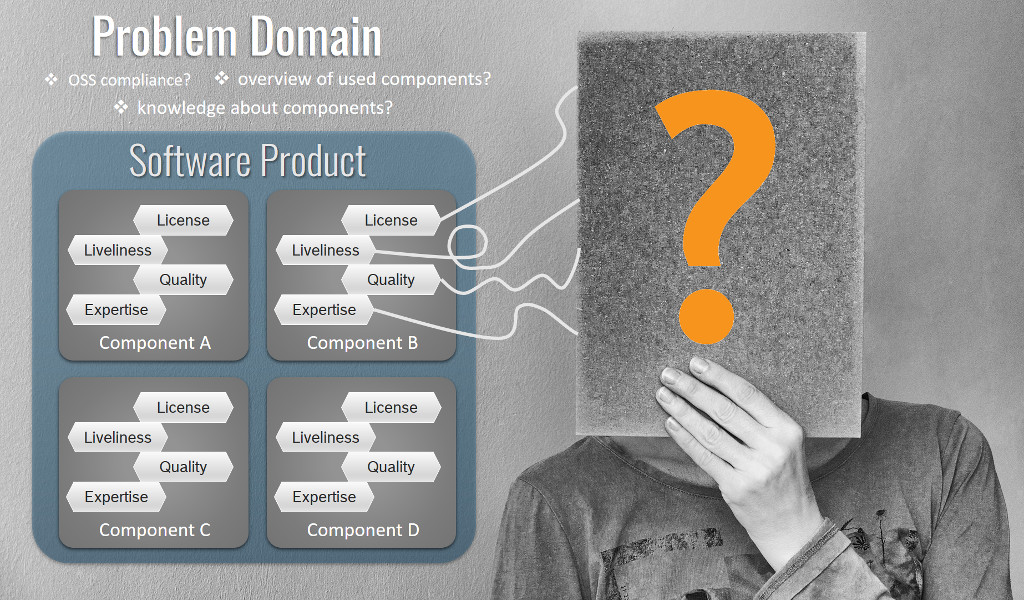 Problem Domain
❖ OSS compliance? ❖ overview of used components?
❖ knowledge about components?
Software Product
License
Liveliness
Quality
Expertise
Component A
License
Liveliness
Quality
Expertise
Component B
License
Liveliness
Quality
Expertise
Component C
License
Liveliness
Quality
Expertise
Component D
?